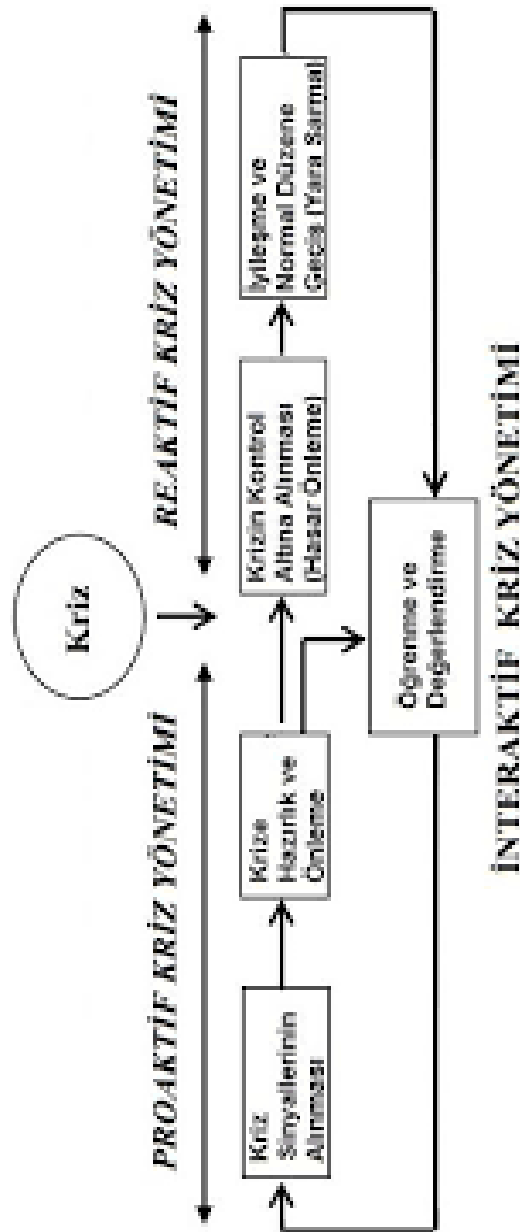 Kriz
PROAKTİF KRİZ YÖNETİMİ
REAKTİF KRİZ YÖNETİMİ
Kriz
Sinyallerinin
Alınması
Krize
Hazırlık ve
Önleme
Krizin Kontrol
Altına Alınması
(Hasar Önleme)
İyileşme ve
Normal Düzene
Geçiş (Yara Sarma)
Öğrenme ve
Değerlendirme
İNTERAKTİF KRİZ YÖNETİMİ